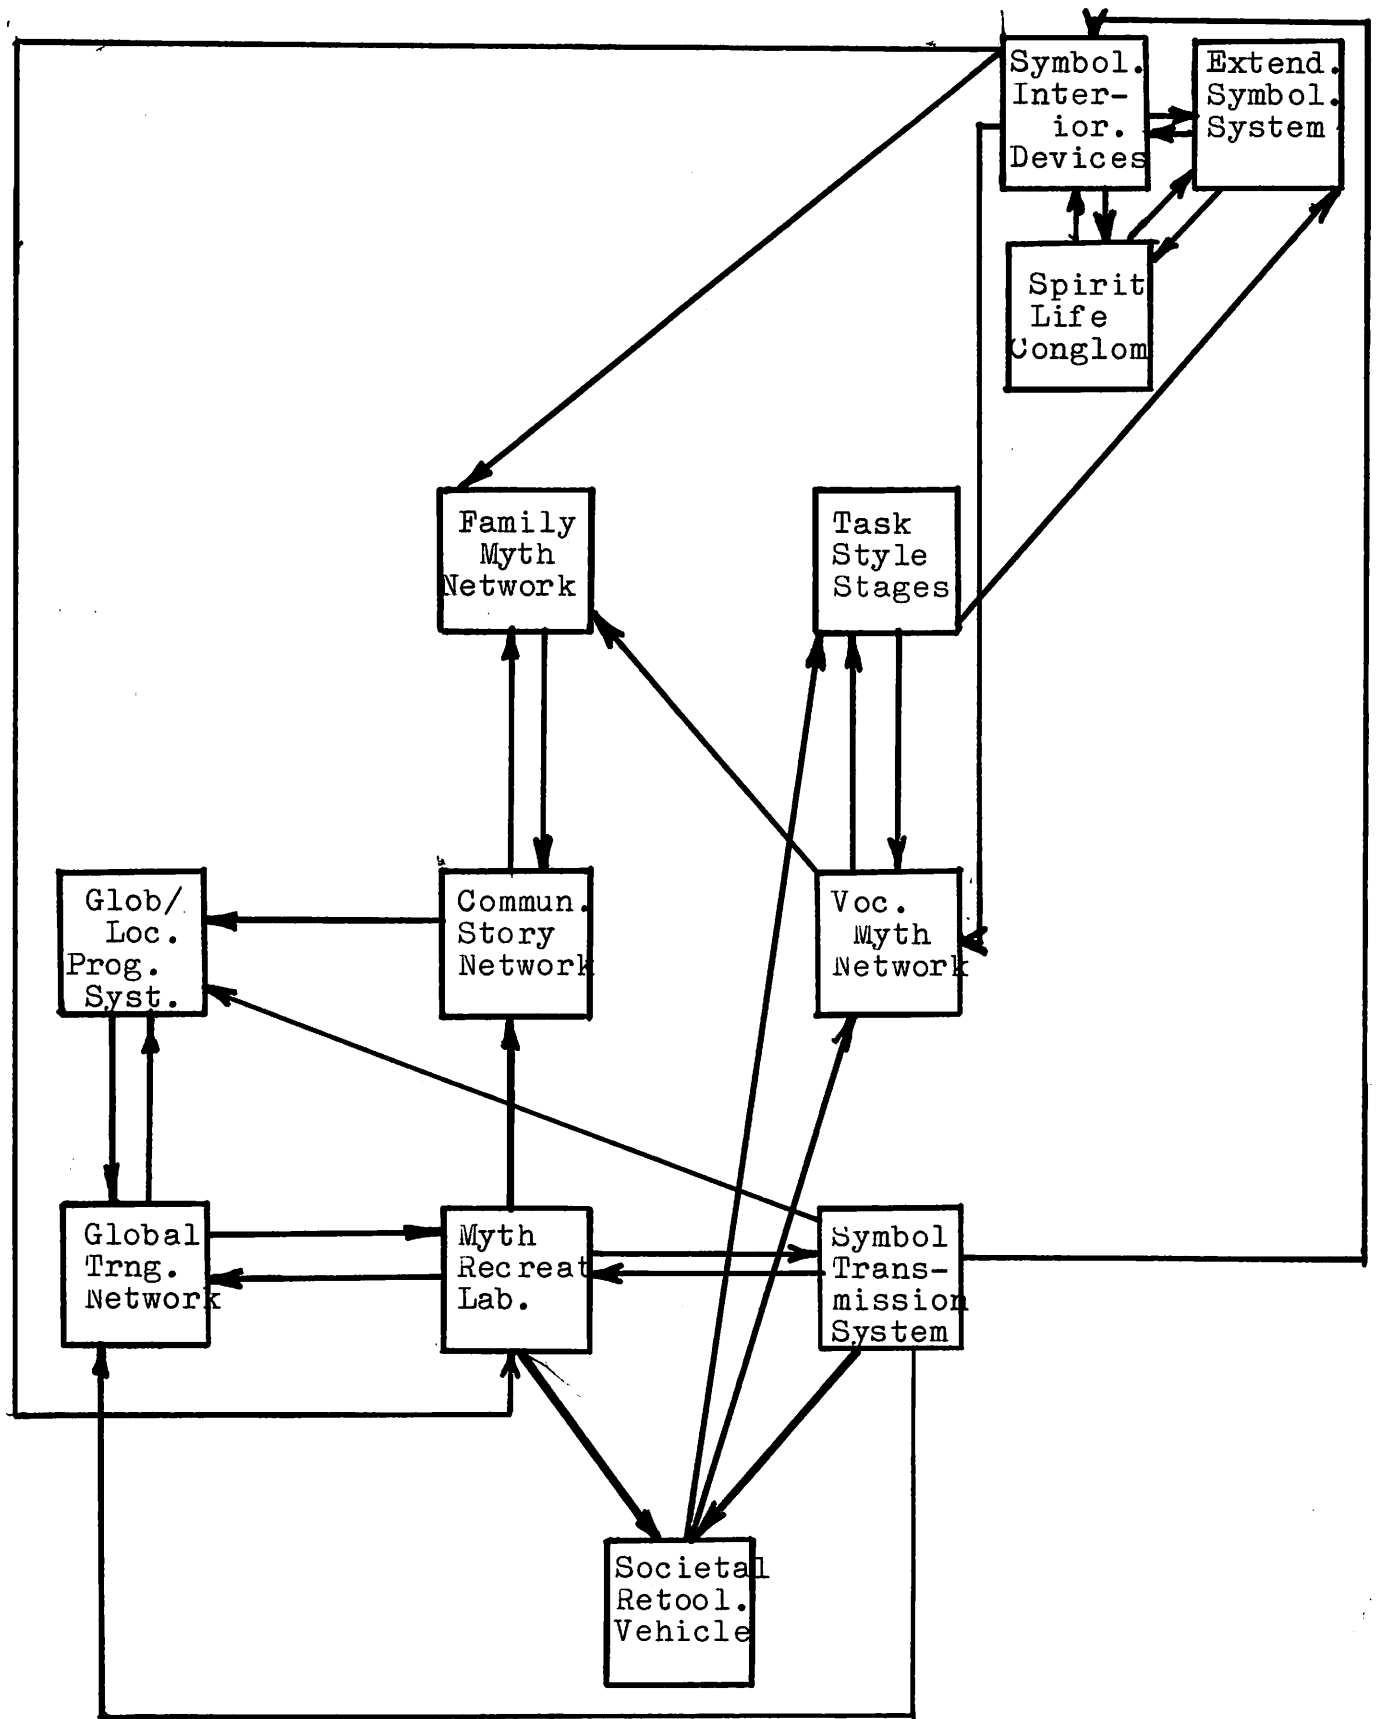 Symbol.
Inter-
ior.
Devices
Extend.
Symbol.
System
Spirit
Life
Conglom
Family
Myth
Network
Task
Style
Stages
Glob/
Loc.
Prog.
Syst.
Commun.
Story
Network
Voc.
Myth
Network
Global
Trng.
Network
Myth
Recreat
Lab.
Symbol
Trans-
mission
System
Societal
Retool.
Vehicle